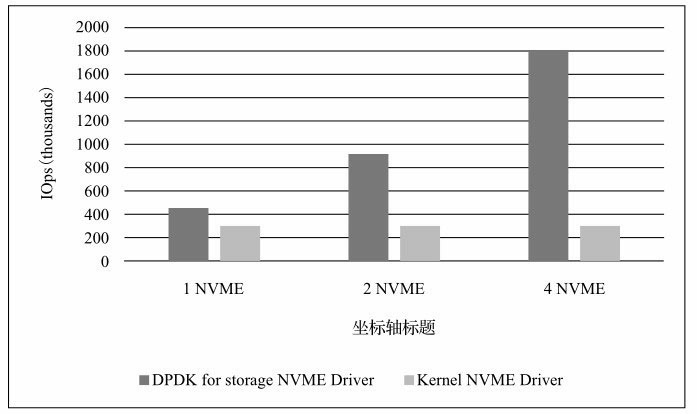 2000
1800
1600
1400
1200
1000
800
600
400
200
0
IOps(thousands)
1 NVME 2 NVME 4 NVME
坐标轴标题
DPDK for storage NVME Driver Kernel NVME Driver